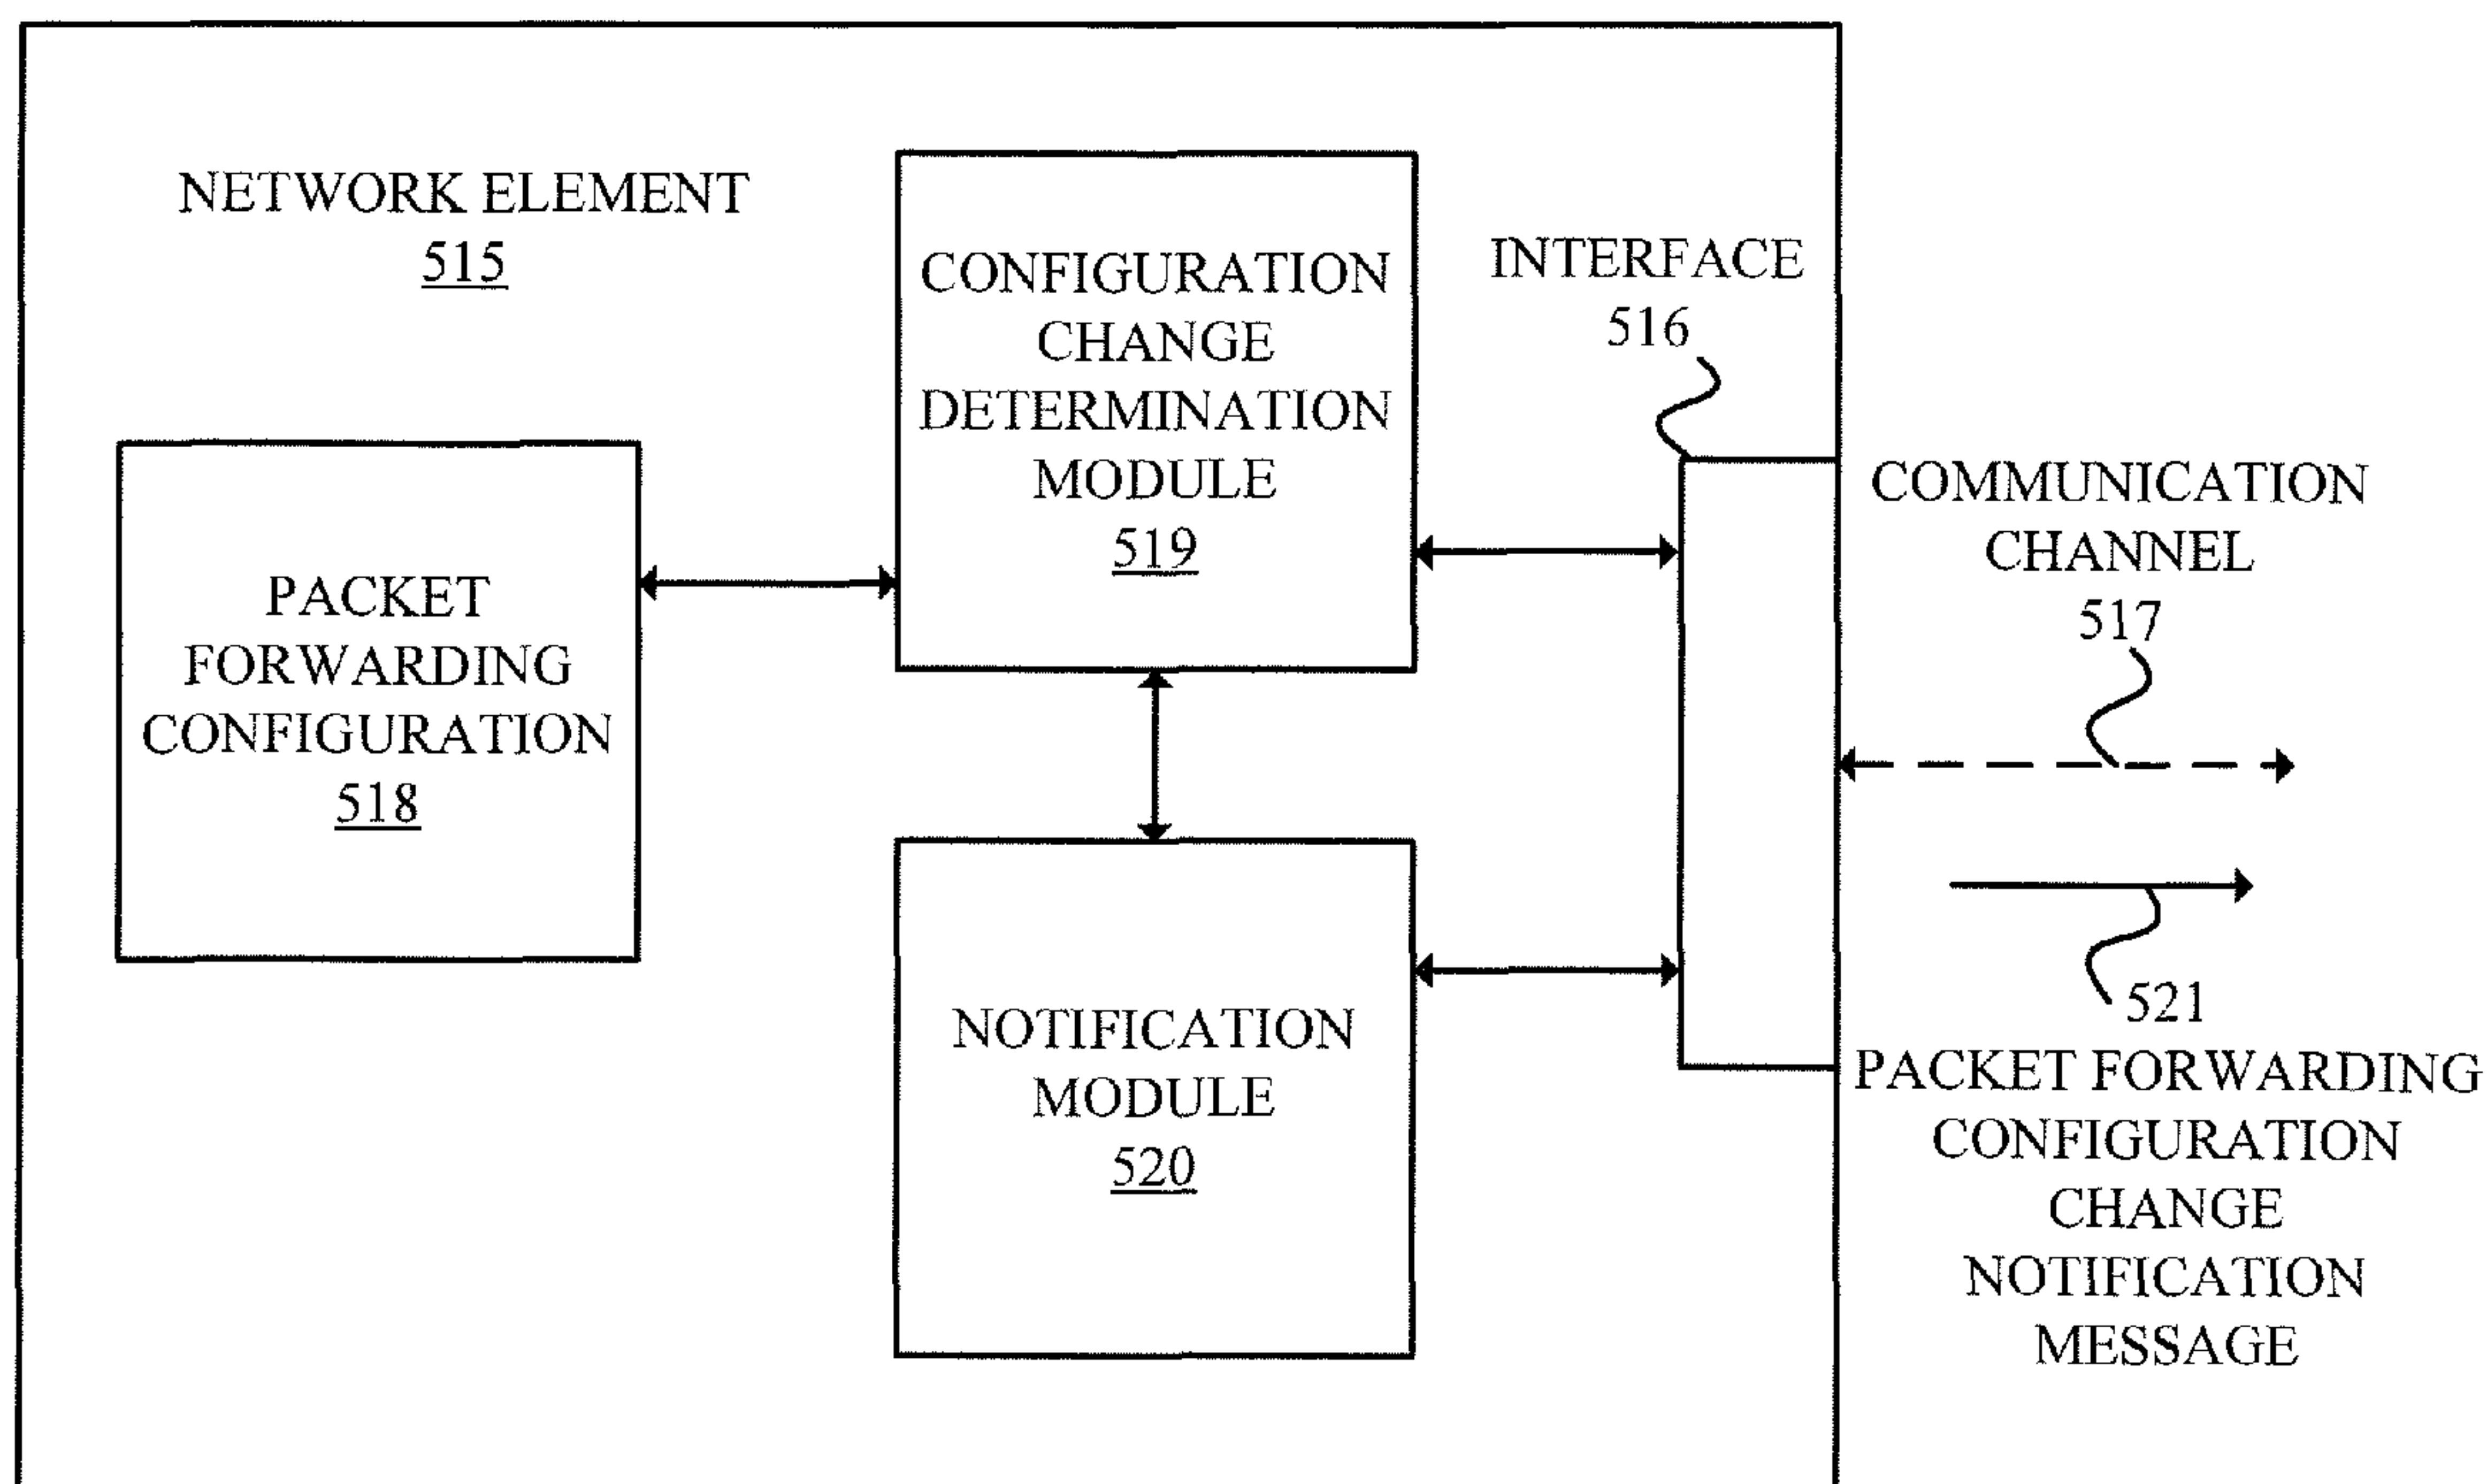 NETWORK ELEMENT
515
CONFIGURATION
CHANGE
DETERMINATION
MODULE
519
INTERFACE
516
PACKET
FORWARDING
CONFIGURATION
518
COMMUNICATION
CHANNEL
517
NOTIFICATION
MODULE
520
521
PACKET FORWARDING
CONFIGURATION
CHANGE
NOTIFICATION
MESSAGE